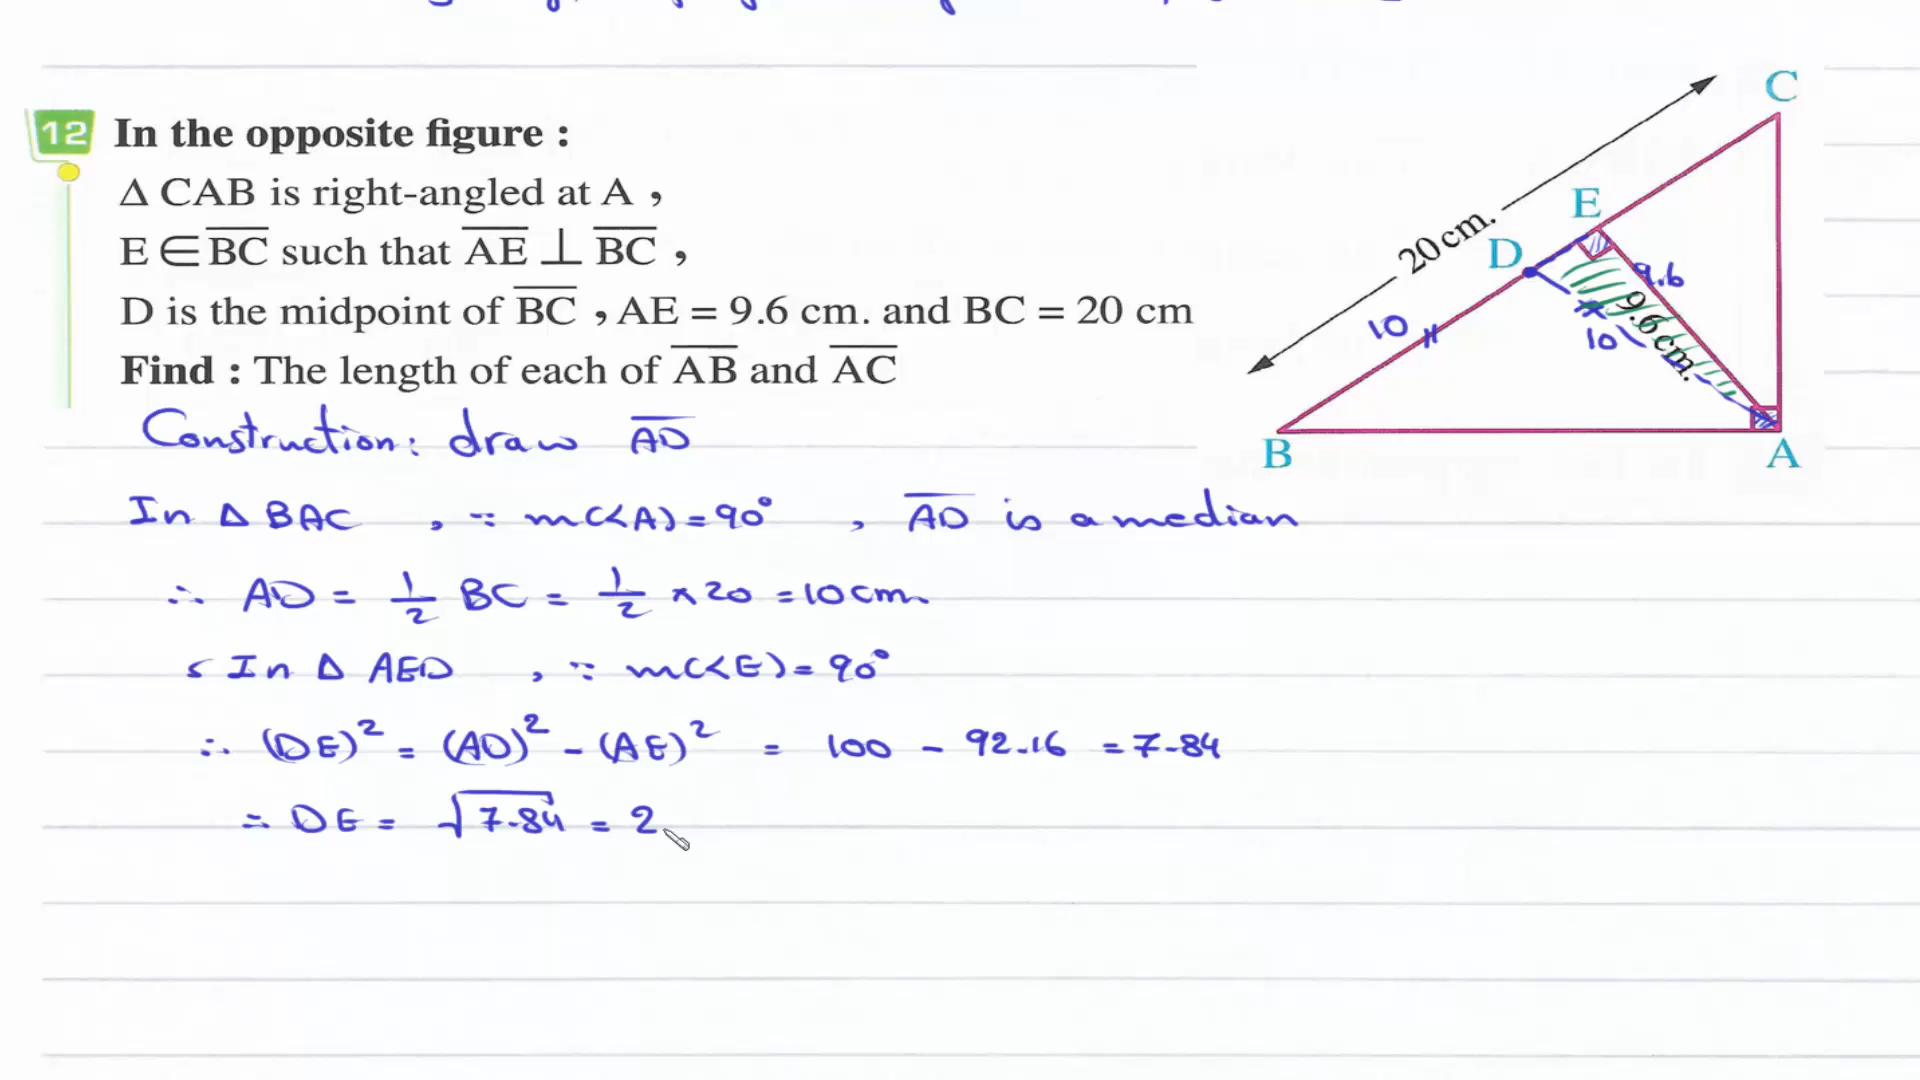 12 In the opposite figure :
Δ CAB is right-angled at A ,
E ∈ BC such that AE ⊥ BC ,
D is the midpoint of BC , AE = 9.6 cm. and BC = 20 cm
Find : The length of each of AB and AC
Construction: draw AD
In Δ BAC , ∵ m(<A) = 90° , AD is a median
∴ AD = 1/2 BC = 1/2 × 20 = 10 cm.
, In Δ AED , ∵ m(<E) = 90°
∴ (DE)² = (AD)² - (AE)² = 100 - 92.16 = 7.84
∴ DE = √7.84 = 2
C
E
D
20 cm.
9.6
9.6 cm.
10
10
B
A